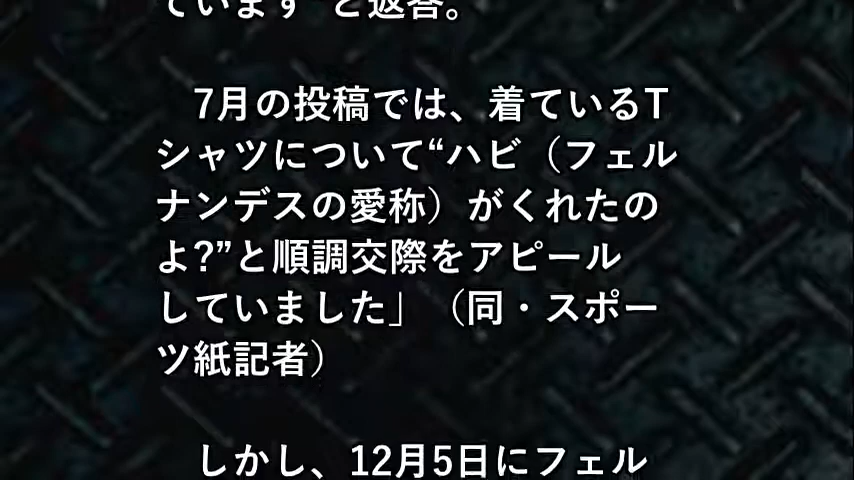 ています”と返答。
7月の投稿では、着ているT
シャツについて“ハビ（フェル
ナンデスの愛称）がくれたの
よ?”と順調交際をアピール
していました」（同・スポー
ツ紙記者）
しかし、12月5日にフェル